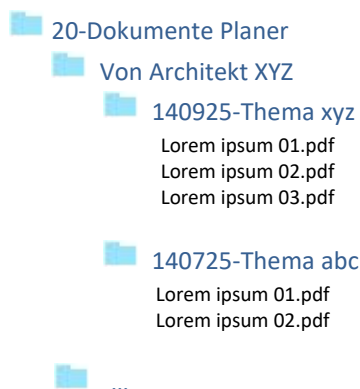 20-Dokumente Planer
Von Architekt XYZ
140925-Thema xyz
Lorem ipsum 01.pdf
Lorem ipsum 02.pdf
Lorem ipsum 03.pdf
140725-Thema abc
Lorem ipsum 01.pdf
Lorem ipsum 02.pdf